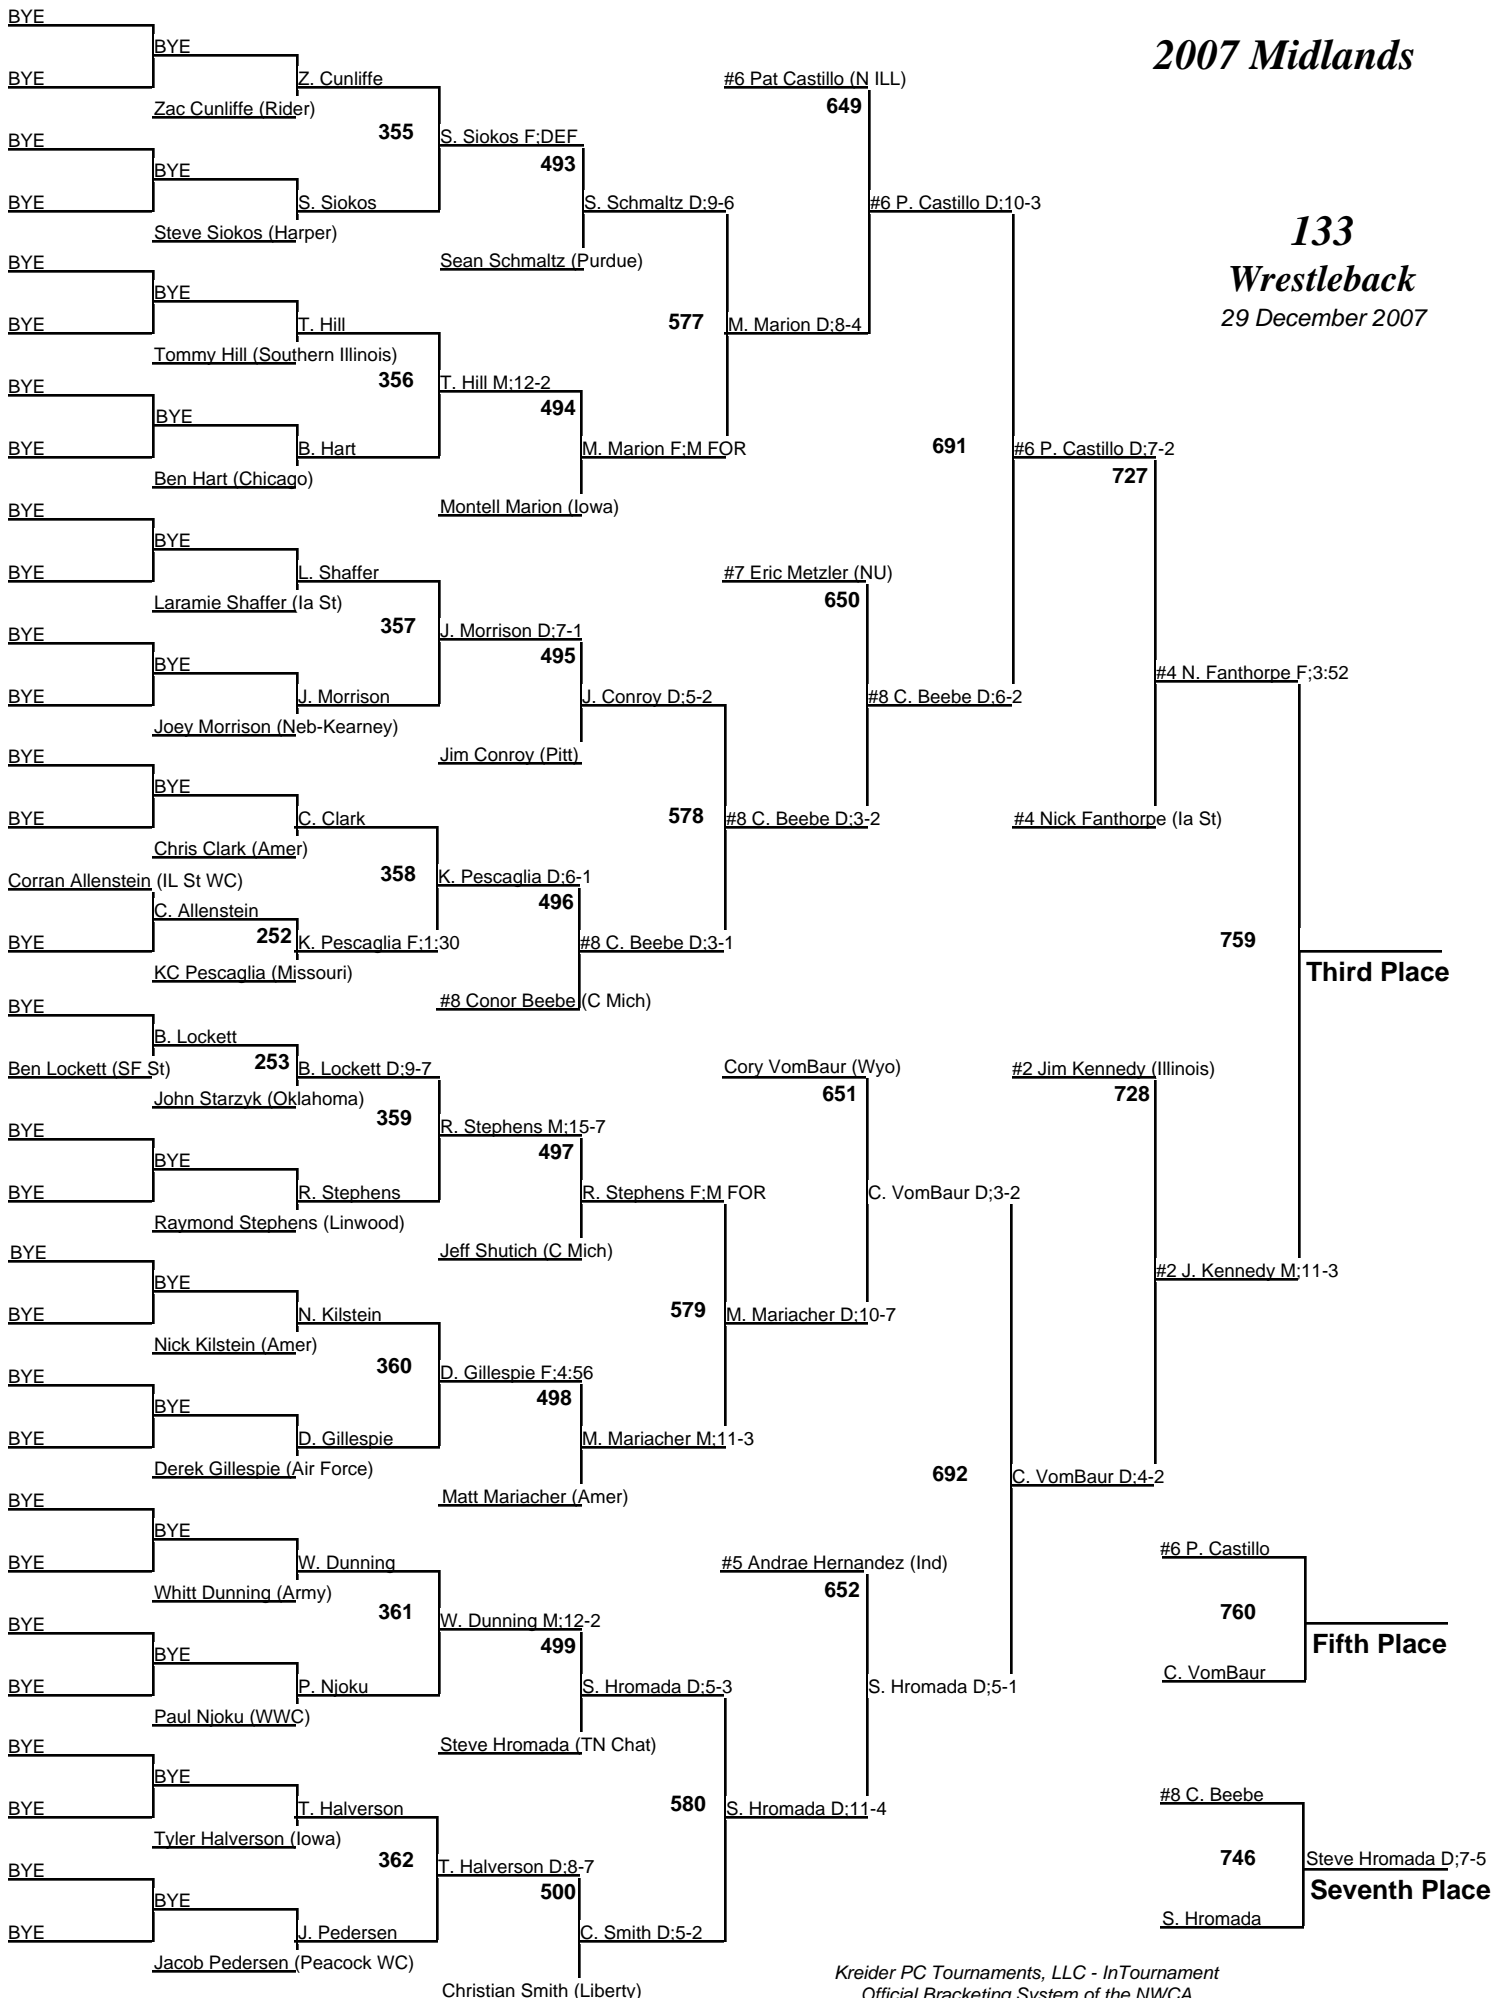 2007 Midlands
133
Wrestleback
29 December 2007
BYE
BYE
BYE
Z. Cunliffe
Zac Cunliffe (Rider)
355
S. Siokos F;DEF
BYE
BYE
BYE
S. Siokos
Steve Siokos (Harper)
493
S. Schmaltz D;9-6
Sean Schmaltz (Purdue)
BYE
BYE
BYE
T. Hill
Tommy Hill (Southern Illinois)
356
T. Hill M;12-2
BYE
BYE
BYE
B. Hart
Ben Hart (Chicago)
494
M. Marion F;M FOR
Montell Marion (Iowa)
577
M. Marion D;8-4
#6 Pat Castillo (N ILL)
649
#6 P. Castillo D;10-3
BYE
BYE
BYE
L. Shaffer
Laramie Shaffer (Ia St)
357
J. Morrison D;7-1
BYE
BYE
BYE
J. Morrison
Joey Morrison (Neb-Kearney)
495
J. Conroy D;5-2
Jim Conroy (Pitt)
BYE
BYE
BYE
C. Clark
Chris Clark (Amer)
358
K. Pescaglia D;6-1
Corran Allenstein (IL St WC)
C. Allenstein
BYE
252
K. Pescaglia F;1:30
KC Pescaglia (Missouri)
496
#8 C. Beebe D;3-1
#8 Conor Beebe (C Mich)
578
#8 C. Beebe D;3-2
#7 Eric Metzler (NU)
650
#8 C. Beebe D;6-2
691
#6 P. Castillo D;7-2
727
#4 N. Fanthorpe F;3:52
#4 Nick Fanthorpe (Ia St)
759
Third Place
BYE
B. Lockett
Ben Lockett (SF St)
253
B. Lockett D;9-7
John Starzyk (Oklahoma)
359
R. Stephens M;15-7
BYE
BYE
BYE
R. Stephens
Raymond Stephens (Linwood)
497
R. Stephens F;M FOR
Jeff Shutich (C Mich)
BYE
BYE
BYE
N. Kilstein
Nick Kilstein (Amer)
360
D. Gillespie F;4:56
BYE
BYE
BYE
D. Gillespie
Derek Gillespie (Air Force)
498
M. Mariacher M;11-3
Matt Mariacher (Amer)
579
M. Mariacher D;10-7
Cory VomBaur (Wyo)
651
C. VomBaur D;3-2
#2 Jim Kennedy (Illinois)
728
#2 J. Kennedy M;11-3
BYE
BYE
BYE
W. Dunning
Whitt Dunning (Army)
361
W. Dunning M;12-2
BYE
BYE
BYE
P. Njoku
Paul Njoku (WWC)
499
S. Hromada D;5-3
Steve Hromada (TN Chat)
BYE
BYE
BYE
T. Halverson
Tyler Halverson (Iowa)
362
T. Halverson D;8-7
BYE
BYE
BYE
J. Pedersen
Jacob Pedersen (Peacock WC)
500
C. Smith D;5-2
Christian Smith (Liberty)
580
S. Hromada D;11-4
#5 Andrae Hernandez (Ind)
652
S. Hromada D;5-1
692
C. VomBaur D;4-2
#6 P. Castillo
760
C. VomBaur
Fifth Place
#8 C. Beebe
746
S. Hromada
Steve Hromada D;7-5
Seventh Place
Kreider PC Tournaments, LLC - InTournament
Official Bracketing System of the NWCA